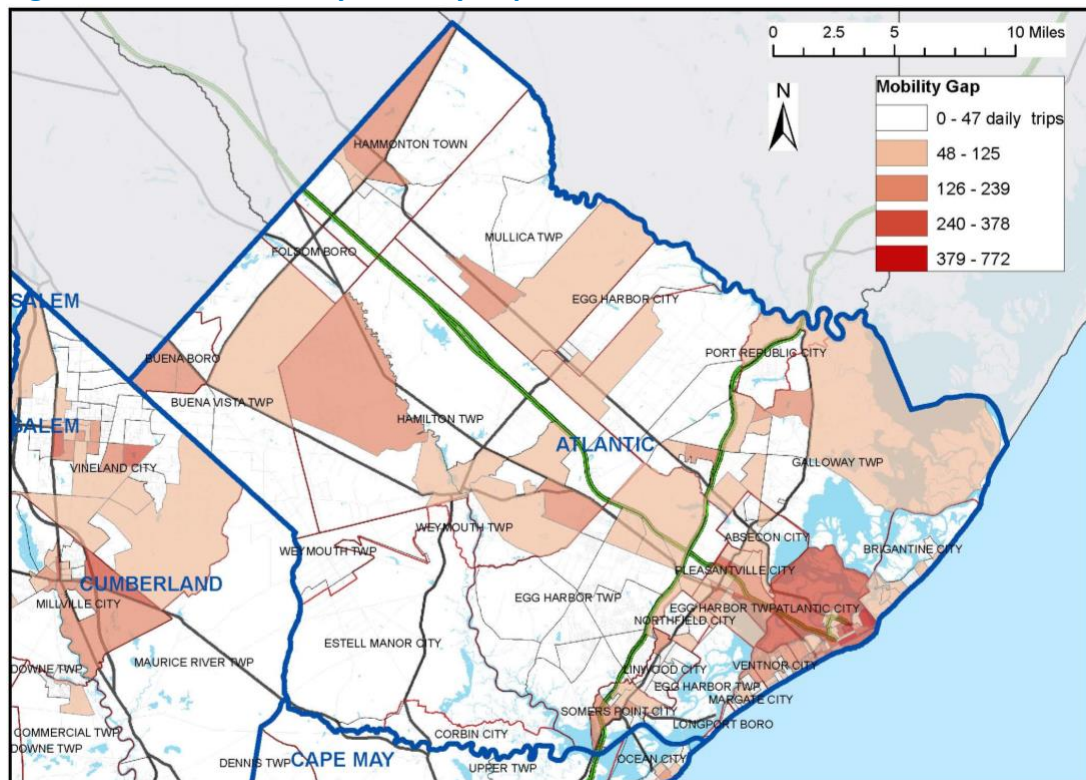 0 2.5 5 10 Miles
N
Mobility Gap
0 - 47 daily trips
48 - 125
126 - 239
240 - 378
379 - 772
HAMMONTON TOWN
MULLICA TWP
FOLSOM BORO
EGG HARBOR CITY
SALEM
PORT REPUBLIC CITY
BUENA BORO
BUENA VISTA TWP
HAMILTON TWP
SALEM
ATLANTIC
VINELAND CITY
GALLOWAY TWP
WEYMOUTH TWP
ABSECON CITY
WEYMOUTH TWP
BRIGANTINE CITY
PLEASANTVILLE CITY
CUMBERLAND
MILLVILLE CITY
EGG HARBOR TWP
EGG HARBOR TWP
ATLANTIC CITY
NORTHFIELD CITY
ESTELL MANOR CITY
MAURICE RIVER TWP
DOWNE TWP
LINWOOD CITY
VENTNOR CITY
EGG HARBOR TWP
MARGATE CITY
SOMERS POINT CITY
LONGPORT BORO
COMMERCIAL TWP
CORBIN CITY
DOWNE TWP
CAPE MAY
DENNIS TWP
UPPER TWP
OCEAN CITY